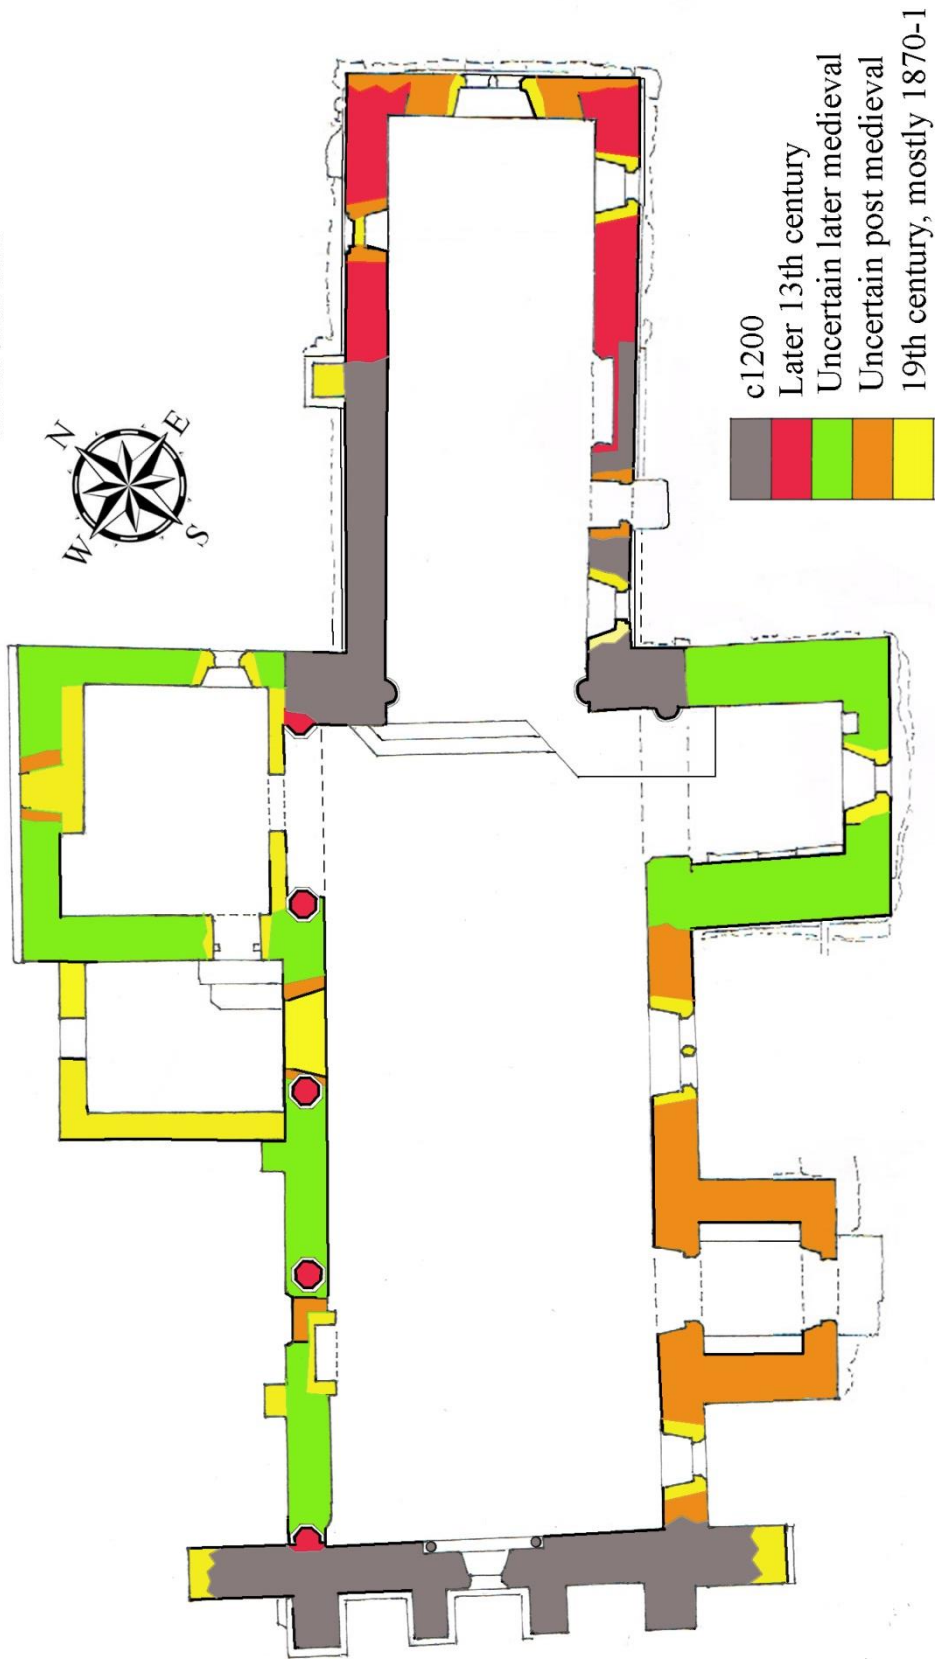 N
E
S
W
c1200
Later 13th century
Uncertain later medieval
Uncertain post medieval
19th century, mostly 1870-1